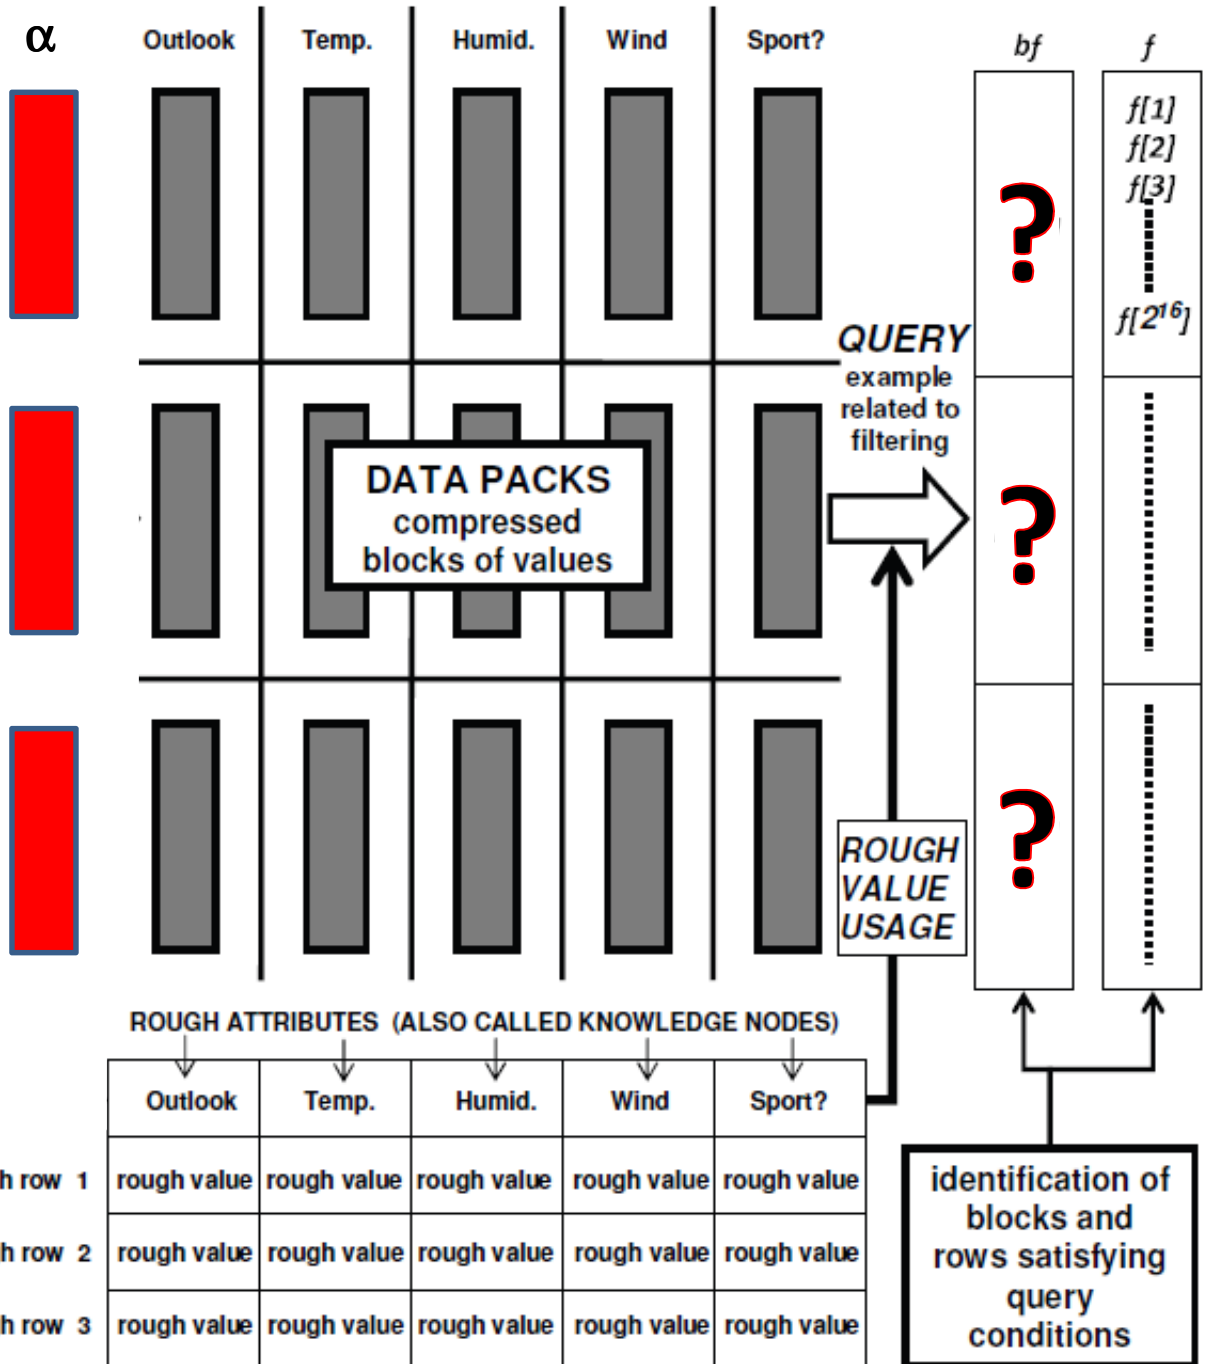 α Outlook Temp. Humid. Wind Sport? bf f
f[1]
f[2]
f[3]
f[2¹⁶]
?
QUERY
example
related to
filtering
DATA PACKS
compressed
blocks of values
?
?
ROUGH
VALUE
USAGE
ROUGH ATTRIBUTES (ALSO CALLED KNOWLEDGE NODES)
Outlook Temp. Humid. Wind Sport?
h row 1 rough value rough value rough value rough value rough value
h row 2 rough value rough value rough value rough value rough value
h row 3 rough value rough value rough value rough value rough value
identification of
blocks and
rows satisfying
query
conditions